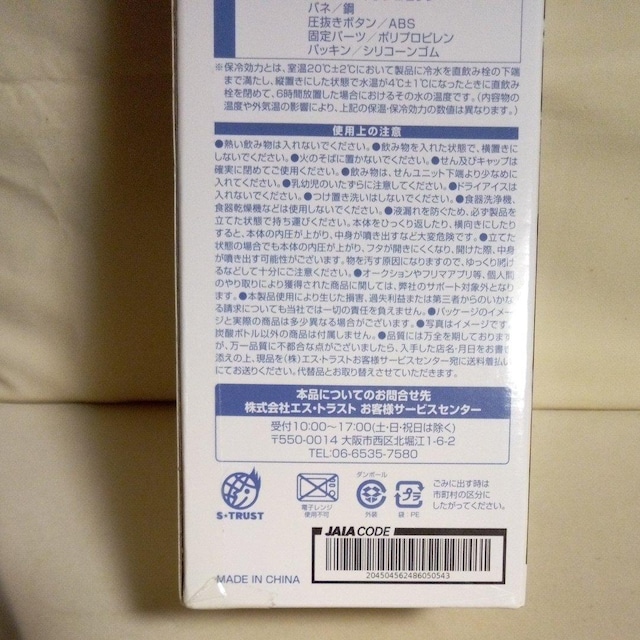 バネ／鋼
圧抜きボタン／ABS
固定パーツ／ポリプロピレン
パッキン／シリコーンゴム
※保冷効力とは、室温20℃±2℃において製品に冷水を直飲み栓の下端
まで満たし、縦置きにした状態で水温が4℃±1℃になったときに直飲み
栓を閉めて、6時間放置した場合におけるその水の温度です。（内容物の
温度や外気温の影響により、上記の保温・保冷効力の数値は異なります。）
使用上の注意
●熱い飲み物は入れないでください。●飲み物を入れた状態で、横置きに
しないでください。●火のそばに置かないでください。●せん及びキャップは
確実に閉めてご使用ください。●飲み物は、せんユニット下端より少なめに
入れてください。●乳幼児のいたずらに注意してください。●ドライアイスは
入れないでください。●つけ置き洗いはしないでください。●食器洗浄機、
食器乾燥機などは使用しないでください。●液漏れを防ぐため、必ず製品を
立てた状態で持ち運びください。本体をひっくり返したり、横向きにしたり
すると、本体の内圧が上がり、中身が噴き出すなど大変危険です。●立てた
状態の場合でも本体の内圧が上がり、フタが開きにくくなり、開けた際、中身
が噴き出す可能性がございます。物を汚す原因になりますので、ゆっくり開け
るなどして十分にご注意ください。●オークションやフリマアプリ等、個人間
のやり取りにより獲得された商品に関しては、弊社のサポート対象外となり
ます。●本製品使用により生じた損害、過失利益または第三者からのいかな
る請求についても当社では一切の責任を負えません。●パッケージのイメー
ジと実際の商品は多少異なる場合がございます。●写真はイメージです。
炭酸ボトル以外の商品は付属しません。●品質には万全を期しております
が、万一品質に不都合な点がございましたら、入手した店名・月日をお書き
添えの上、現品を(株)エス・トラストお客様サービスセンター宛に送料着払い
にてお送りください。代替品とお取り替えさせていただきます。
本品についてのお問合せ先
株式会社エス・トラスト お客様サービスセンター
受付10:00〜17:00(土・日・祝日は除く)
〒550-0014 大阪市西区北堀江1-6-2
TEL:06-6535-7580
S・TRUST
電子レンジ
使用不可
ダンボール
外装
プラ
袋：PE
ごみに出す時は
市町村の区分に
したがってください。
JAIA CODE
204504562486050543
MADE IN CHINA